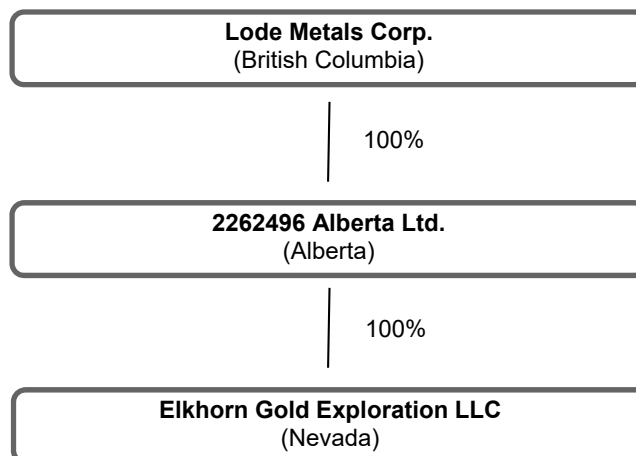 Lode Metals Corp.
(British Columbia)
100%
2262496 Alberta Ltd.
(Alberta)
100%
Elkhorn Gold Exploration LLC
(Nevada)